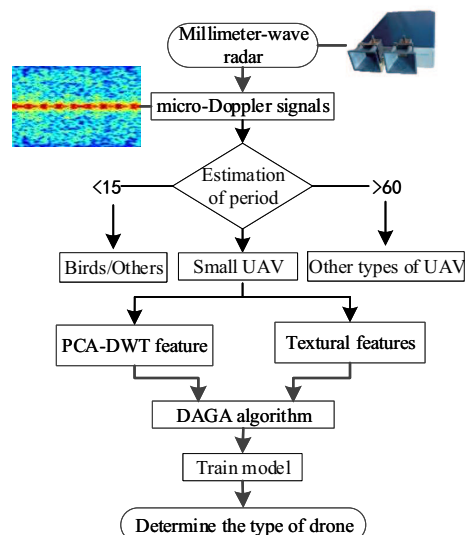 Millimeter-wave
radar
micro-Doppler signals
Estimation
of period
<15
>60
Birds/Others
Small UAV
Other types of UAV
PCA-DWT feature
Textural features
DAGA algorithm
Train model
Determine the type of drone